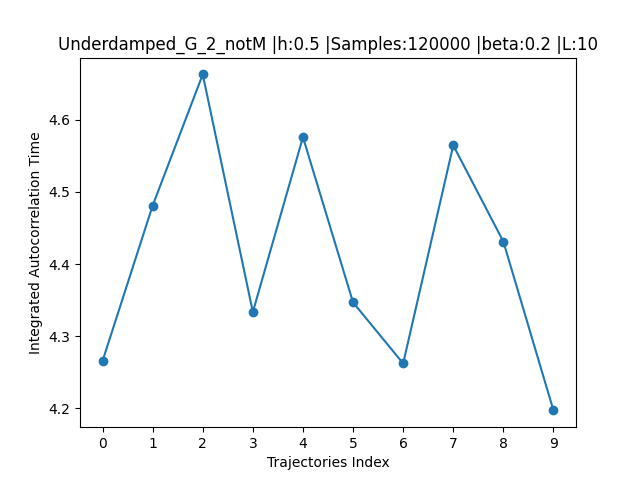 Underdamped_G_2_notM |h:0.5 |Samples:120000 |beta:0.2 |L:10
Integrated Autocorrelation Time
4.6
4.5
4.4
4.3
4.2
0 1 2 3 4 5 6 7 8 9
Trajectories Index